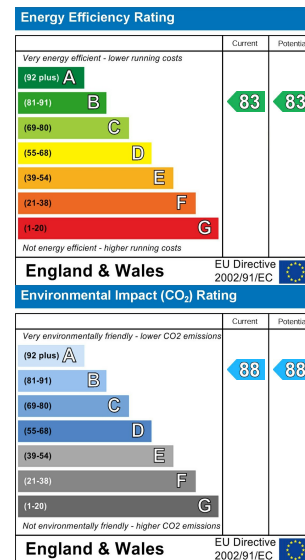 Energy Efficiency Rating
Current Potentia
Very energy efficient - lower running costs
(92 plus) A
(81-91) B
(69-80) C
(55-68) D
(39-54) E
(21-38) F
(1-20) G
83 83
Not energy efficient - higher running costs
England & Wales
EU Directive
2002/91/EC
Environmental Impact (CO₂) Rating
Current Potentia
Very environmentally friendly - lower CO2 emissions
(92 plus) A
(81-91) B
(69-80) C
(55-68) D
(39-54) E
(21-38) F
(1-20) G
88 88
Not environmentally friendly - higher CO2 emissions
England & Wales
EU Directive
2002/91/EC